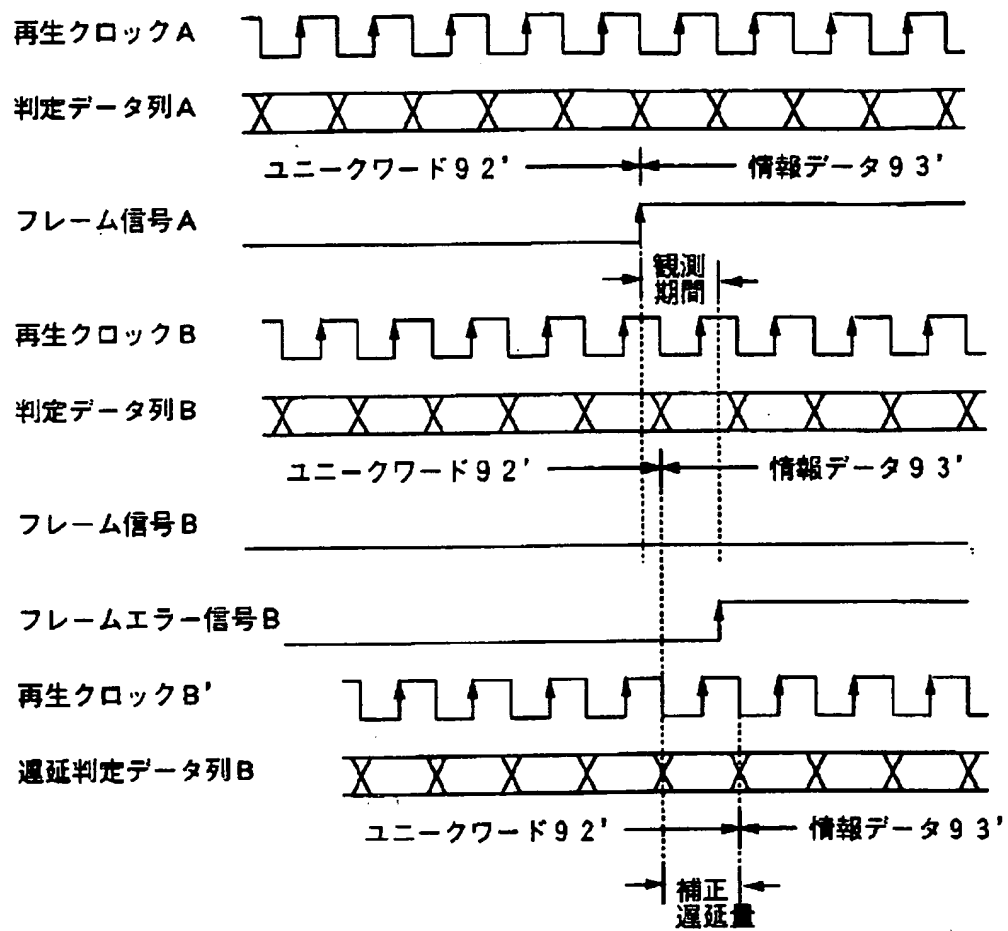 再生クロックA
判定データ列A
ユニークワード92' 情報データ93'
フレーム信号A
観測
期間
再生クロックB
判定データ列B
ユニークワード92' 情報データ93'
フレーム信号B
フレームエラー信号B
再生クロックB'
遅延判定データ列B
ユニークワード92' 情報データ93'
補正
遅延量